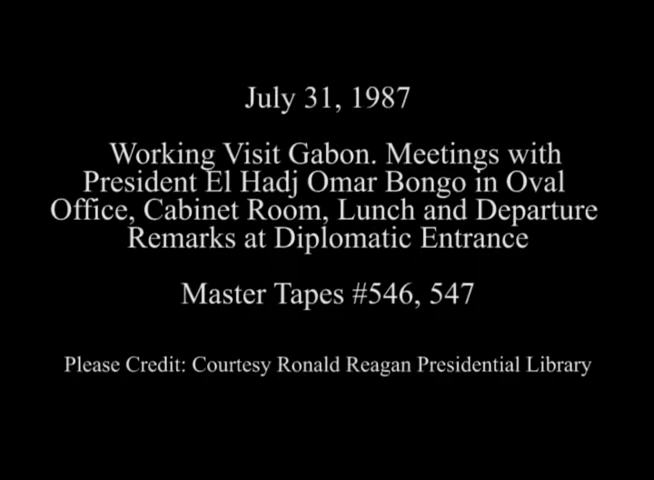 July 31, 1987
Working Visit Gabon. Meetings with
President El Hadj Omar Bongo in Oval
Office, Cabinet Room, Lunch and Departure
Remarks at Diplomatic Entrance
Master Tapes #546, 547
Please Credit: Courtesy Ronald Reagan Presidential Library